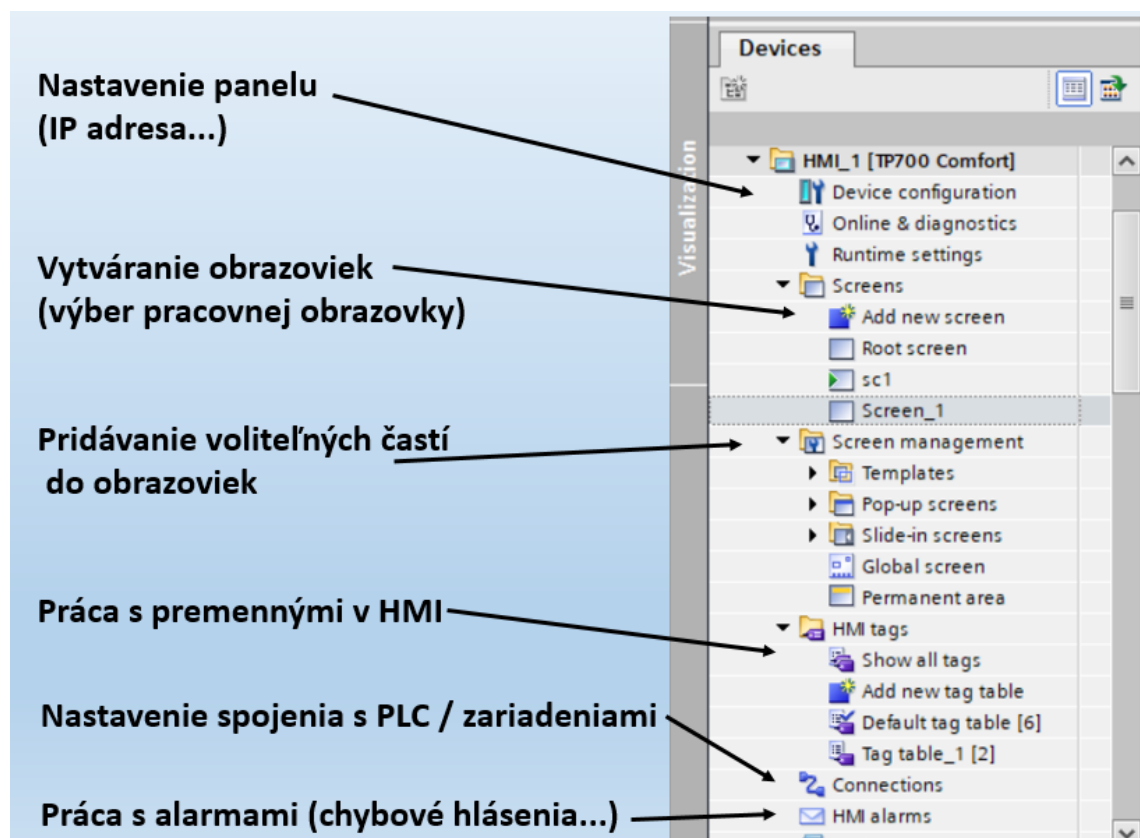 Nastavenie panelu
(IP adresa...)
Vytváranie obrazoviek
(výber pracovnej obrazovky)
Pridávanie voliteľných častí
do obrazoviek
Práca s premennými v HMI
Nastavenie spojenia s PLC / zariadeniami
Práca s alarmami (chybové hlásenia...)
Visualization
Devices
HMI_1 [TP700 Comfort]
Device configuration
Online & diagnostics
Runtime settings
Screens
Add new screen
Root screen
sc1
Screen_1
Screen management
Templates
Pop-up screens
Slide-in screens
Global screen
Permanent area
HMI tags
Show all tags
Add new tag table
Default tag table [6]
Tag table_1 [2]
Connections
HMI alarms